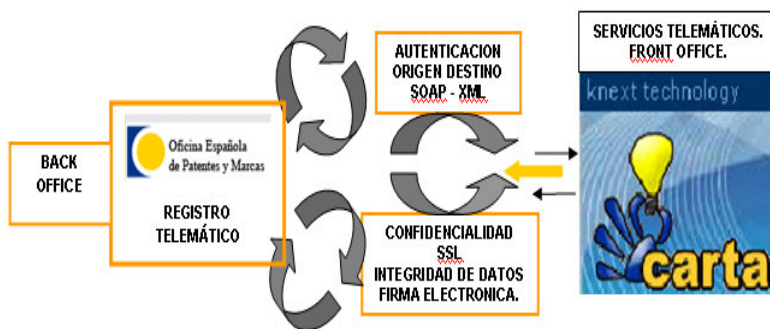 BACK
OFFICE
Oficina Española
de Patentes y Marcas
REGISTRO
TELEMÁTICO
AUTENTICACION
ORIGEN DESTINO
SOAP - XML
CONFIDENCIALIDAD
SSL
INTEGRIDAD DE DATOS
FIRMA ELECTRONICA.
SERVICIOS TELEMÁTICOS.
FRONT OFFICE.
knext technology
carta